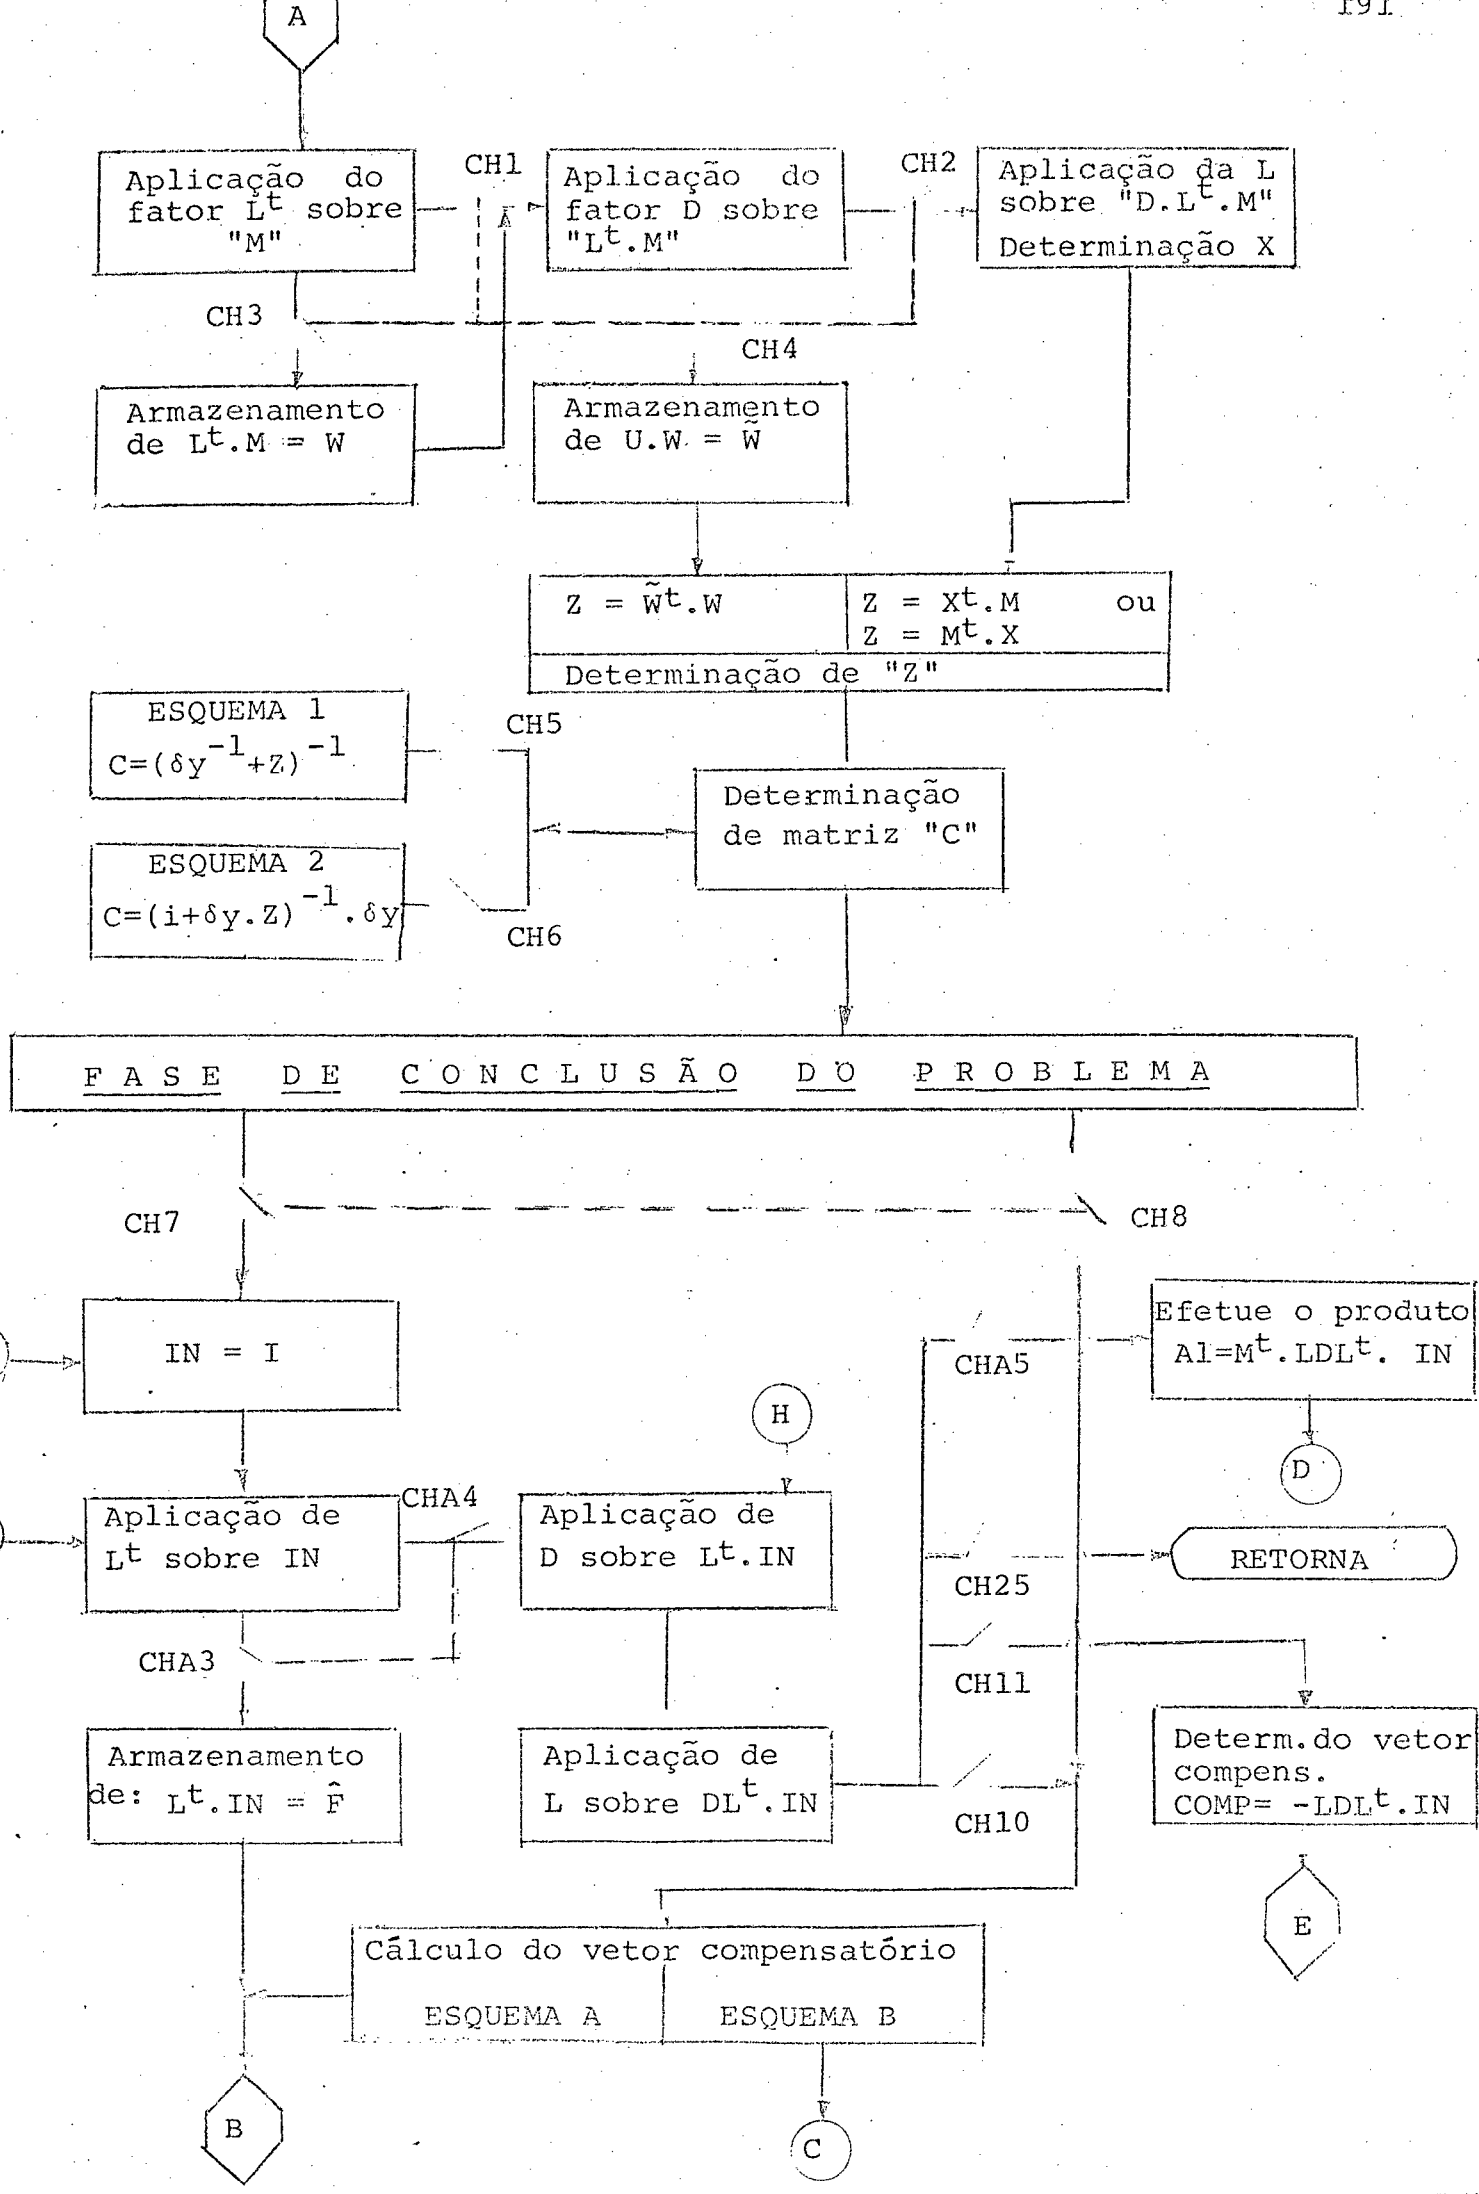 191
A
Aplicação do
fator Lᵗ sobre
"M"
CH1
Aplicação do
fator D sobre
"Lᵗ.M"
CH2
Aplicação da L
sobre "D.Lᵗ.M"
Determinação X
CH3
CH4
Armazenamento
de Lᵗ.M = W
Armazenamento
de U.W. = W̃
Z = W̃ᵗ.W
Z = Xᵗ.M ou
Z = Mᵗ.X
Determinação de "Z"
ESQUEMA 1
C=(δy⁻¹+Z)⁻¹
CH5
Determinação
de matriz "C"
ESQUEMA 2
C=(i+δy.Z)⁻¹.δy
CH6
FASE DE CONCLUSÃO DO PROBLEMA
CH7
CH8
IN = I
Efetue o produto
A1=Mᵗ.LDLᵗ. IN
CHA5
H
D
Aplicação de
Lᵗ sobre IN
CHA4
Aplicação de
D sobre Lᵗ.IN
RETORNA
CH25
CHA3
CH11
Armazenamento
de: Lᵗ.IN = F̂
Aplicação de
L sobre DLᵗ.IN
CH10
Determ.do vetor
compens.
COMP= -LDLᵗ.IN
E
Cálculo do vetor compensatório
ESQUEMA A
ESQUEMA B
B
C